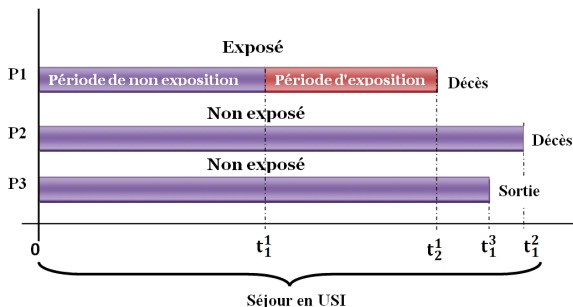 Exposé
P1 Période de non exposition Période d'exposition Décès
Non exposé
P2 Décès
Non exposé
P3 Sortie
0 t₁¹ t₂¹ t₁³ t₁²
Séjour en USI